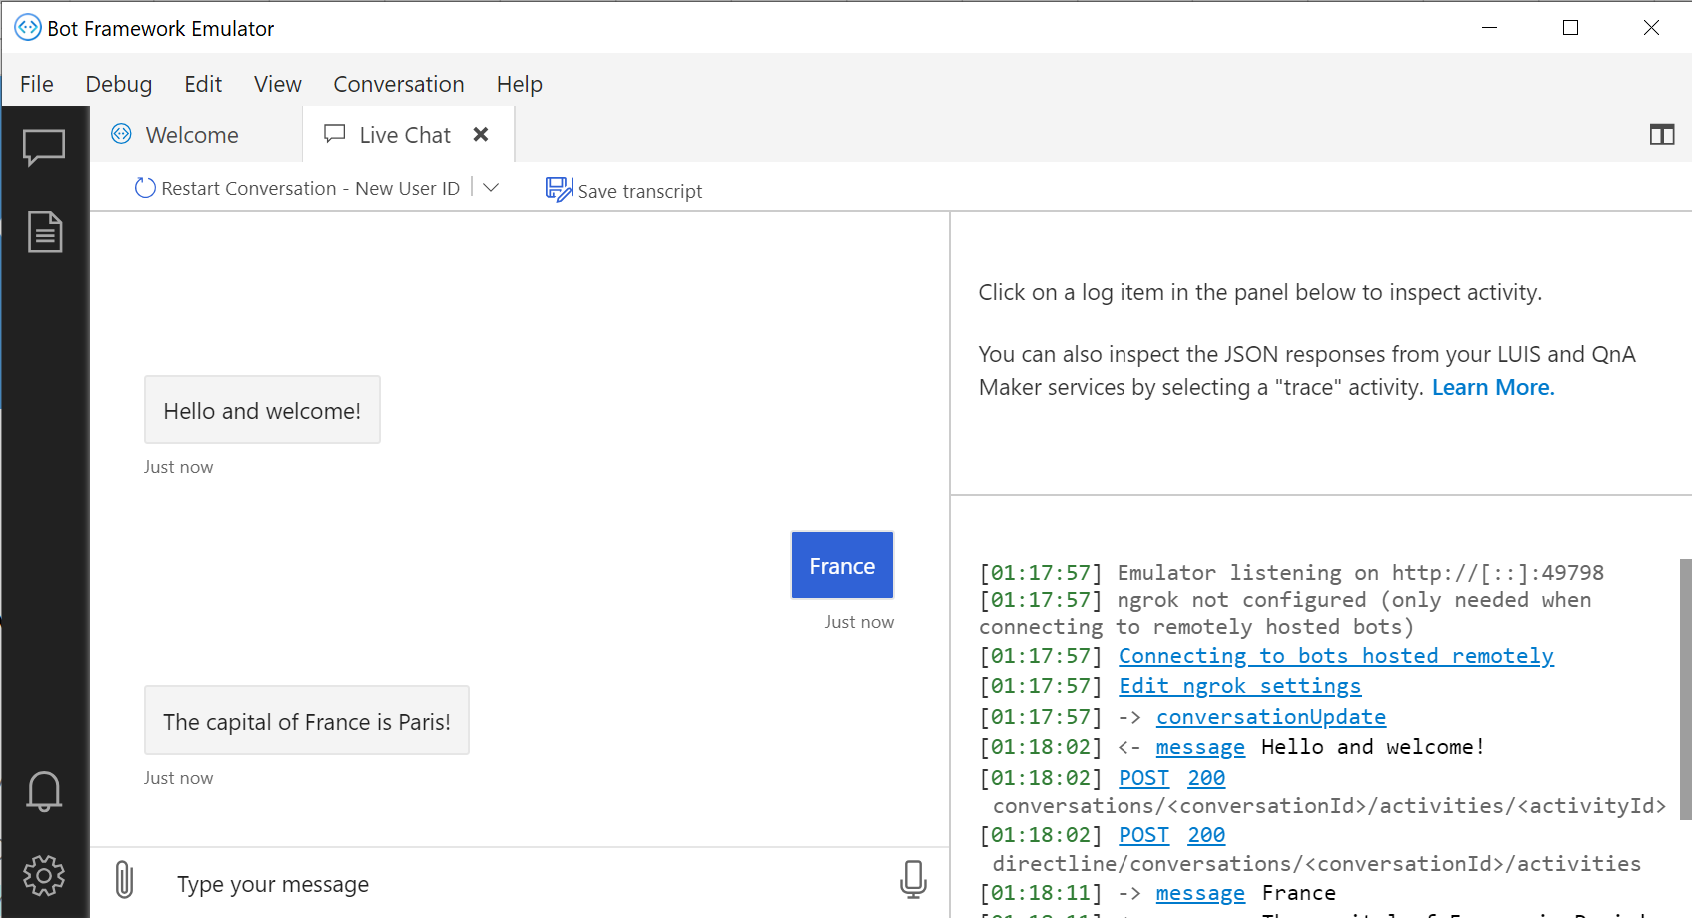 Bot Framework Emulator
File Debug Edit View Conversation Help
Welcome
Live Chat
Restart Conversation - New User ID
Save transcript
Hello and welcome!
Just now
France
Just now
The capital of France is Paris!
Just now
Type your message
Click on a log item in the panel below to inspect activity.
You can also inspect the JSON responses from your LUIS and QnA
Maker services by selecting a "trace" activity. Learn More.
[01:17:57] Emulator listening on http://[::]:49798
[01:17:57] ngrok not configured (only needed when
connecting to remotely hosted bots)
[01:17:57] Connecting to bots hosted remotely
[01:17:57] Edit ngrok settings
[01:17:57] -> conversationUpdate
[01:18:02] <- message Hello and welcome!
[01:18:02] POST 200
conversations/<conversationId>/activities/<activityId>
[01:18:02] POST 200
directline/conversations/<conversationId>/activities
[01:18:11] -> message France